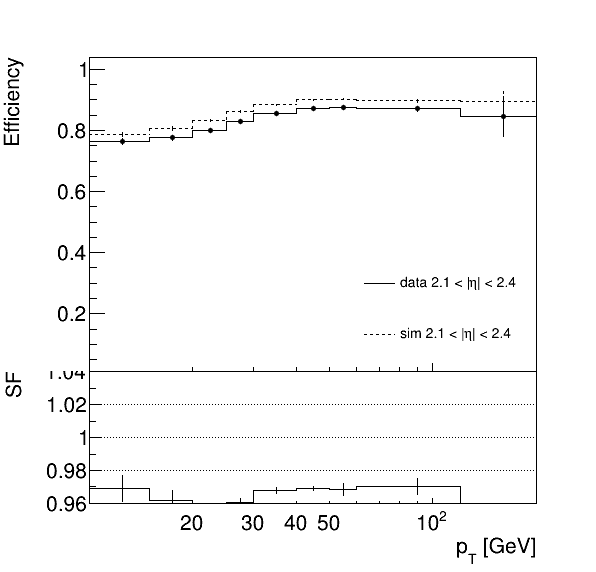 Efficiency
1
0.8
0.6
0.4
0.2
data 2.1 < |η| < 2.4
sim 2.1 < |η| < 2.4
SF
1.04
1.02
1
0.98
0.96
20 30 40 50 10²
p_T [GeV]